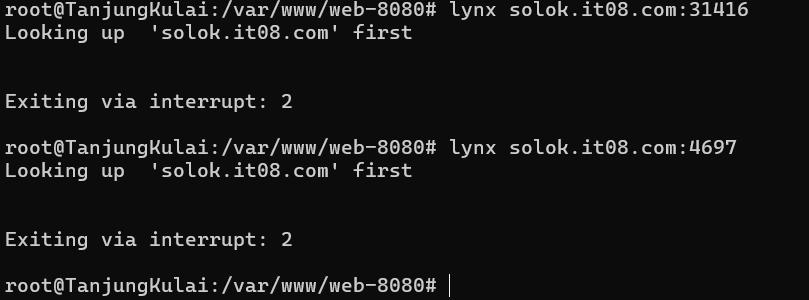 root@TanjungKulai:/var/www/web-8080# lynx solok.it08.com:31416
Looking up  'solok.it08.com' first
Exiting via interrupt: 2
root@TanjungKulai:/var/www/web-8080# lynx solok.it08.com:4697
Looking up  'solok.it08.com' first
Exiting via interrupt: 2
root@TanjungKulai:/var/www/web-8080#